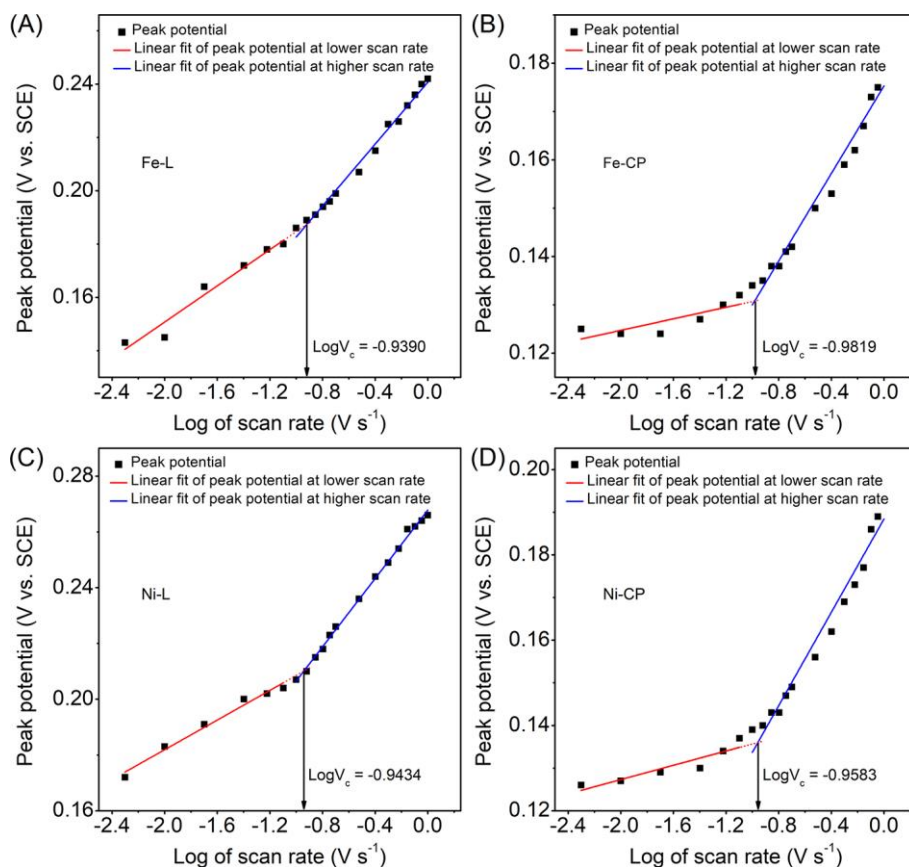 (A)
Peak potential
Linear fit of peak potential at lower scan rate
Linear fit of peak potential at higher scan rate
0.24
0.20
0.16
Fe-L
LogV_c = -0.9390
-2.4 -2.0 -1.6 -1.2 -0.8 -0.4 0.0
Log of scan rate (V s⁻¹)
Peak potential (V vs. SCE)
(B)
Peak potential
Linear fit of peak potential at lower scan rate
Linear fit of peak potential at higher scan rate
0.18
0.16
0.14
0.12
Fe-CP
LogV_c = -0.9819
-2.4 -2.0 -1.6 -1.2 -0.8 -0.4 0.0
Log of scan rate (V s⁻¹)
Peak potential (V vs. SCE)
(C)
Peak potential
Linear fit of peak potential at lower scan rate
Linear fit of peak potential at higher scan rate
0.28
0.24
0.20
0.16
Ni-L
LogV_c = -0.9434
-2.4 -2.0 -1.6 -1.2 -0.8 -0.4 0.0
Log of scan rate (V s⁻¹)
Peak potential (V vs. SCE)
(D)
Peak potential
Linear fit of peak potential at lower scan rate
Linear fit of peak potential at higher scan rate
0.20
0.18
0.16
0.14
0.12
Ni-CP
LogV_c = -0.9583
-2.4 -2.0 -1.6 -1.2 -0.8 -0.4 0.0
Log of scan rate (V s⁻¹)
Peak potential (V vs. SCE)